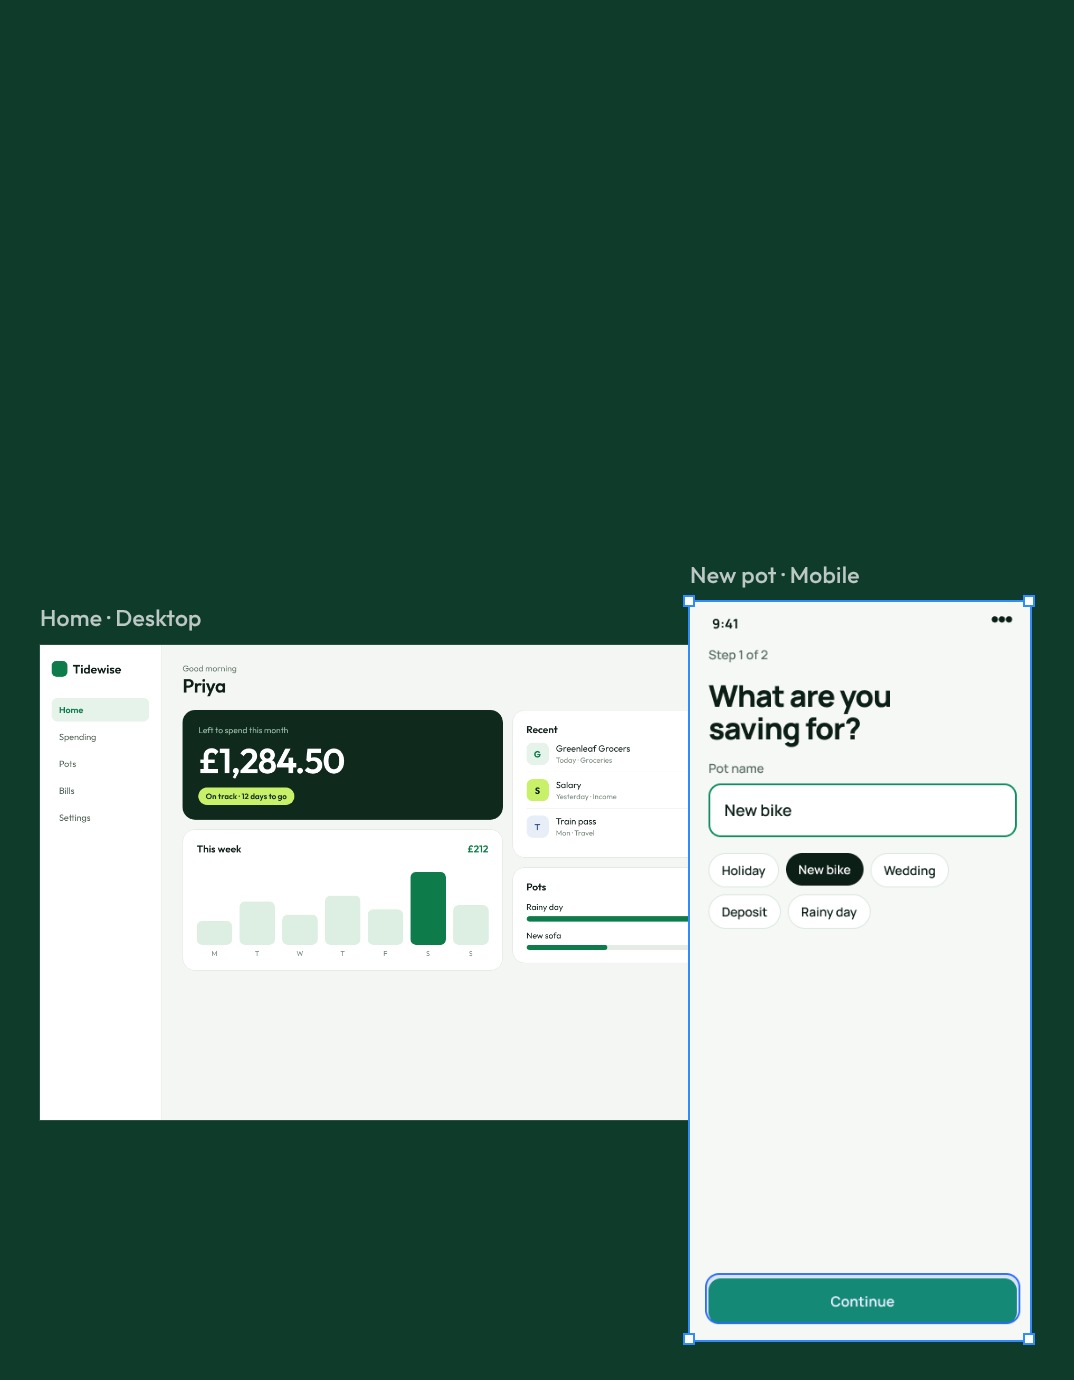 New pot · Mobile
Home · Desktop
Tidewise
Home
Spending
Pots
Bills
Settings
Good morning
Priya
Left to spend this month
£1,284.50
On track · 12 days to go
This week
£212
M T W T F S S
Recent
G
Greenleaf Grocers
Today · Groceries
S
Salary
Yesterday · Income
T
Train pass
Mon · Travel
Pots
Rainy day
New sofa
9:41
Step 1 of 2
What are you
saving for?
Pot name
New bike
Holiday New bike Wedding
Deposit Rainy day
Continue